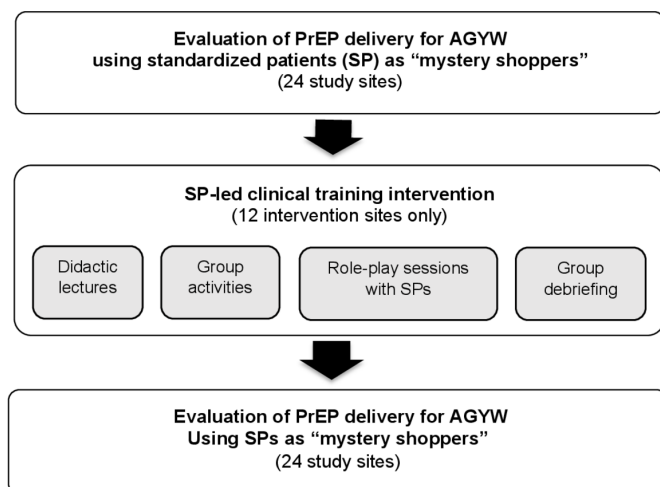 Evaluation of PrEP delivery for AGYW
using standardized patients (SP) as “mystery shoppers”
(24 study sites)
SP-led clinical training intervention
(12 intervention sites only)
Didactic
lectures
Group
activities
Role-play sessions
with SPs
Group
debriefing
Evaluation of PrEP delivery for AGYW
Using SPs as “mystery shoppers”
(24 study sites)